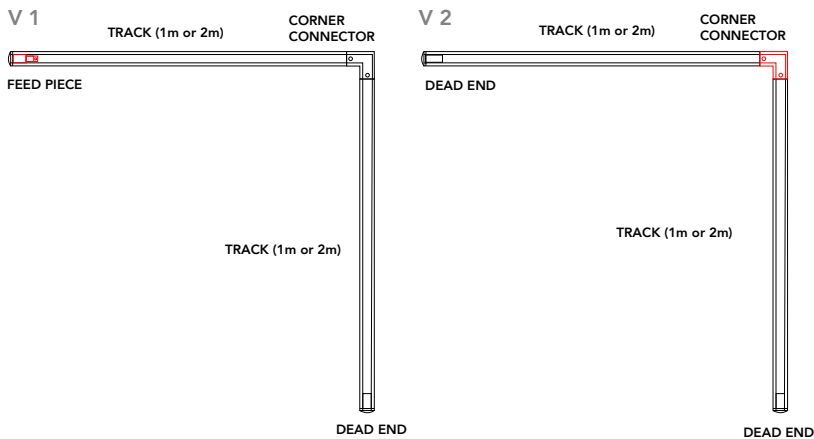 V 1
TRACK (1m or 2m)
CORNER
CONNECTOR
FEED PIECE
TRACK (1m or 2m)
DEAD END
V 2
TRACK (1m or 2m)
CORNER
CONNECTOR
DEAD END
TRACK (1m or 2m)
DEAD END